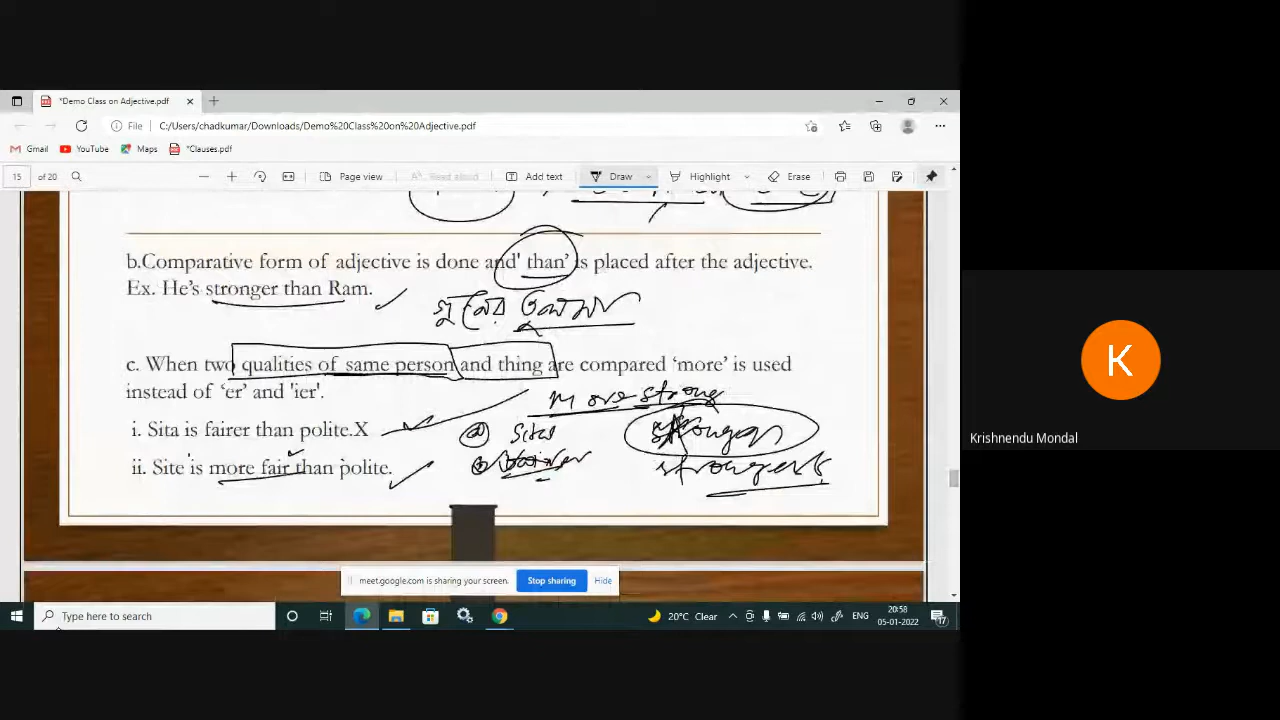 *Demo Class on Adjective.pdf
File C:/Users/chadkumar/Downloads/Demo%20Class%20on%20Adjective.pdf
Gmail YouTube Maps *Clauses.pdf
15 of 20 Page view Read aloud Add text Draw Highlight Erase
b.Comparative form of adjective is done and' than' is placed after the adjective.
Ex. He's stronger than Ram.
c. When two qualities of same person and thing are compared ‘more’ is used
instead of ‘er’ and 'ier'.
more strong
i. Sita is fairer than polite.X
a Sita stronger
ii. Site is more fair than polite.
b strongest
K
Krishnendu Mondal
meet.google.com is sharing your screen. Stop sharing Hide
Type here to search 20°C Clear ENG 20:58
05-01-2022 17